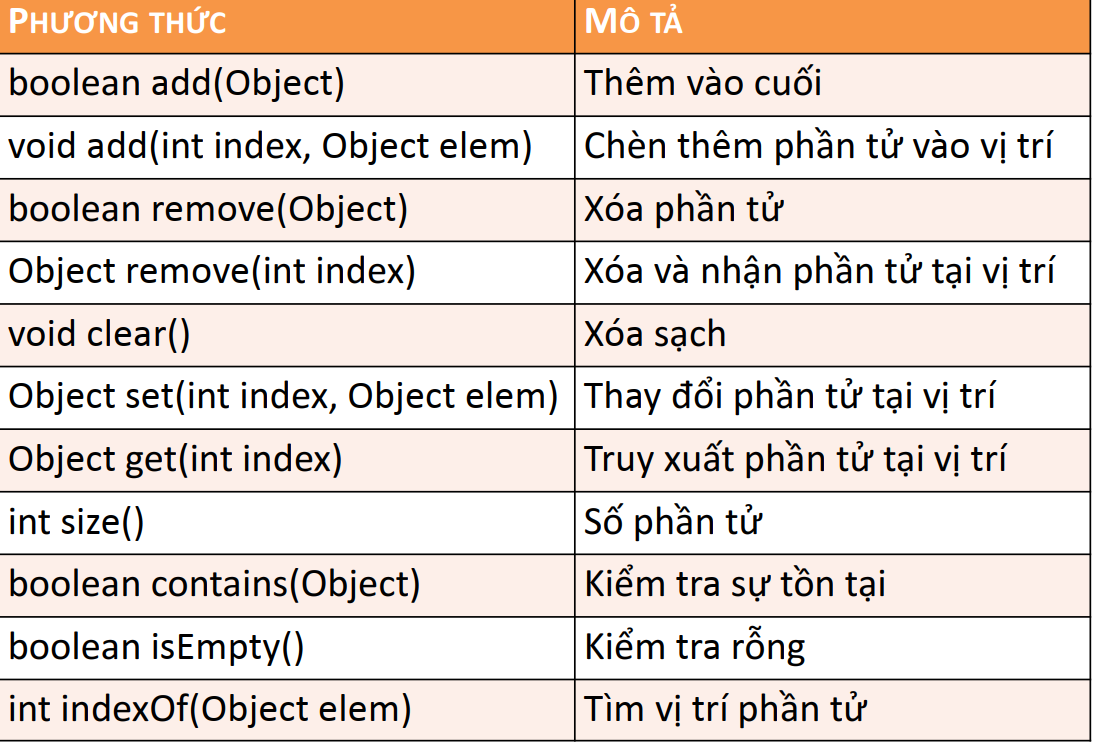 PHƯƠNG THỨC MÔ TẢ
boolean add(Object) Thêm vào cuối
void add(int index, Object elem) Chèn thêm phần tử vào vị trí
boolean remove(Object) Xóa phần tử
Object remove(int index) Xóa và nhận phần tử tại vị trí
void clear() Xóa sạch
Object set(int index, Object elem) Thay đổi phần tử tại vị trí
Object get(int index) Truy xuất phần tử tại vị trí
int size() Số phần tử
boolean contains(Object) Kiểm tra sự tồn tại
boolean isEmpty() Kiểm tra rỗng
int indexOf(Object elem) Tìm vị trí phần tử